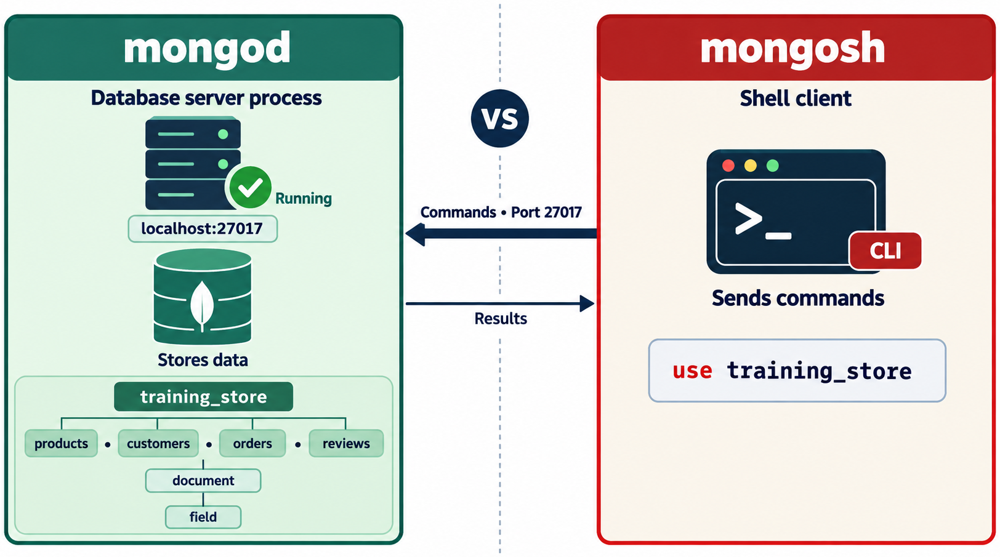 mongod
Database server process
Running
localhost:27017
Stores data
training_store
products • customers • orders • reviews
document
field
VS
Commands • Port 27017
Results
mongosh
Shell client
>_
CLI
Sends commands
use training_store